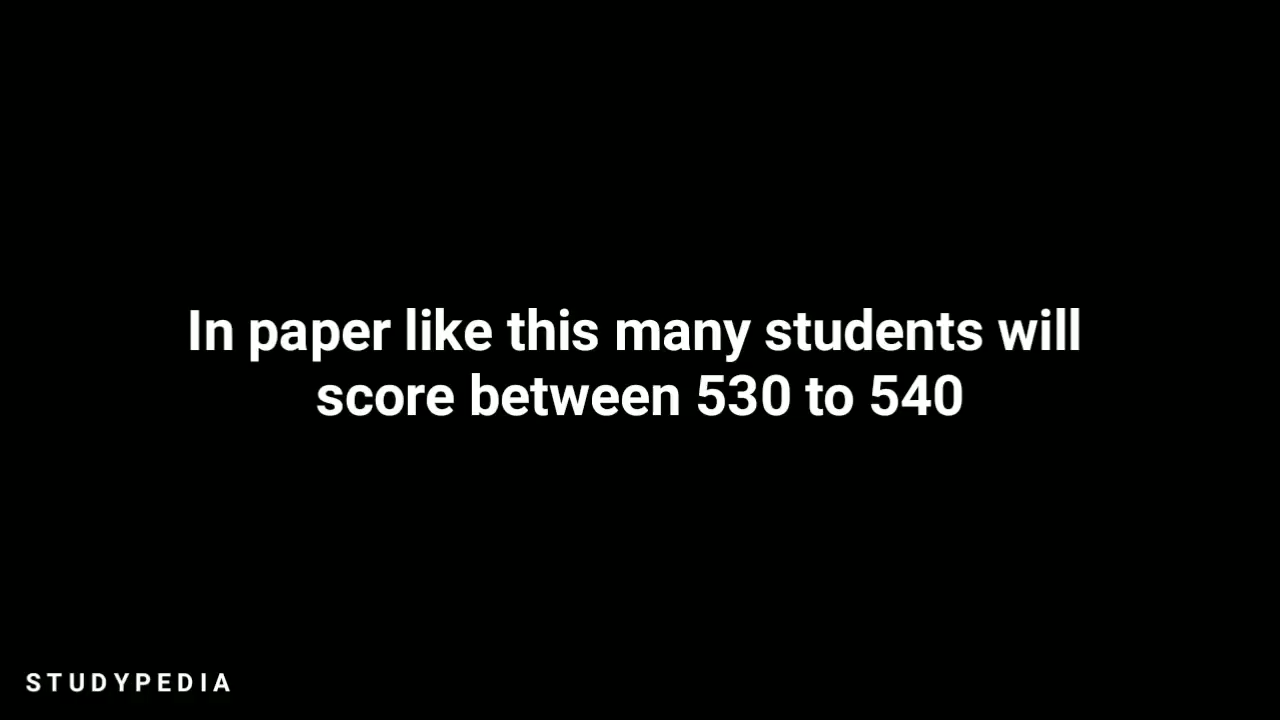 In paper like this many students will
score between 530 to 540
STUDYPEDIA